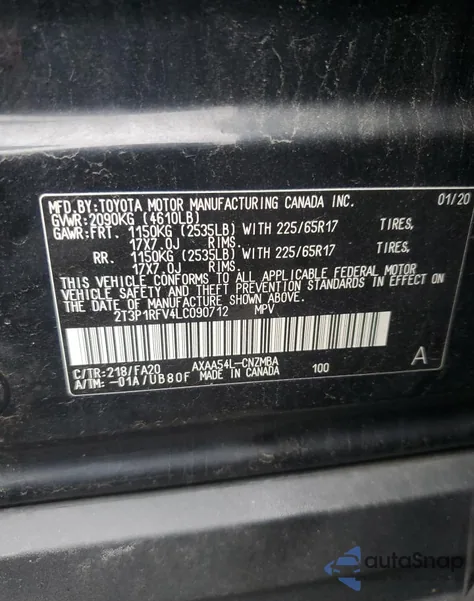 MFD.BY:TOYOTA MOTOR MANUFACTURING CANADA INC. 01/20
GVWR:2090KG (4610LB)
GAWR:FRT. 1150KG (2535LB) WITH 225/65R17 TIRES,
17X7.0J RIMS.
RR. 1150KG (2535LB) WITH 225/65R17 TIRES,
17X7.0J RIMS.
THIS VEHICLE CONFORMS TO ALL APPLICABLE FEDERAL MOTOR
VEHICLE SAFETY AND THEFT PREVENTION STANDARDS IN EFFECT ON
THE DATE OF MANUFACTURE SHOWN ABOVE.
2T3P1RFV4LC090712 MPV
C/TR:218/FA20 AXAA54L-CNZMBA A
A/TM:-01A/UB80F MADE IN CANADA 100
autoSnap